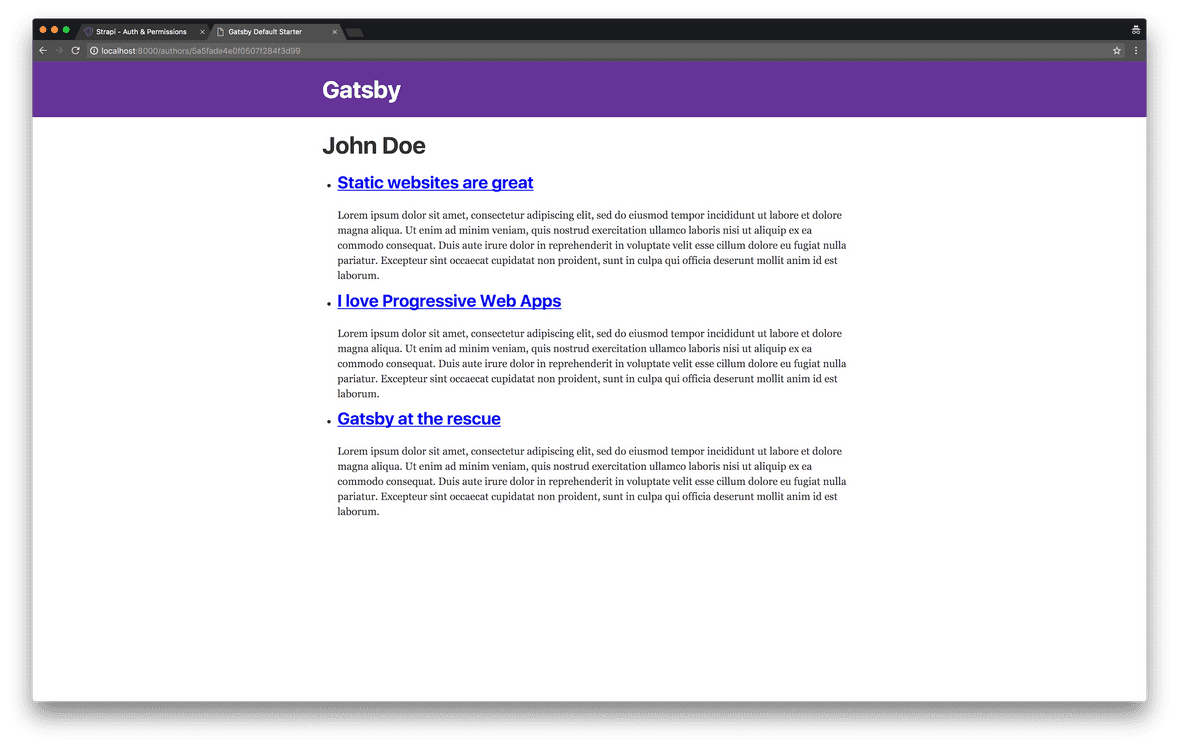 Strapi - Auth & Permissions
Gatsby Default Starter
localhost:8000/authors/5a5fade4e0f0507f284f3d99
Gatsby
John Doe
Static websites are great
Lorem ipsum dolor sit amet, consectetur adipiscing elit, sed do eiusmod tempor incididunt ut labore et dolore
magna aliqua. Ut enim ad minim veniam, quis nostrud exercitation ullamco laboris nisi ut aliquip ex ea
commodo consequat. Duis aute irure dolor in reprehenderit in voluptate velit esse cillum dolore eu fugiat nulla
pariatur. Excepteur sint occaecat cupidatat non proident, sunt in culpa qui officia deserunt mollit anim id est
laborum.
I love Progressive Web Apps
Lorem ipsum dolor sit amet, consectetur adipiscing elit, sed do eiusmod tempor incididunt ut labore et dolore
magna aliqua. Ut enim ad minim veniam, quis nostrud exercitation ullamco laboris nisi ut aliquip ex ea
commodo consequat. Duis aute irure dolor in reprehenderit in voluptate velit esse cillum dolore eu fugiat nulla
pariatur. Excepteur sint occaecat cupidatat non proident, sunt in culpa qui officia deserunt mollit anim id est
laborum.
Gatsby at the rescue
Lorem ipsum dolor sit amet, consectetur adipiscing elit, sed do eiusmod tempor incididunt ut labore et dolore
magna aliqua. Ut enim ad minim veniam, quis nostrud exercitation ullamco laboris nisi ut aliquip ex ea
commodo consequat. Duis aute irure dolor in reprehenderit in voluptate velit esse cillum dolore eu fugiat nulla
pariatur. Excepteur sint occaecat cupidatat non proident, sunt in culpa qui officia deserunt mollit anim id est
laborum.